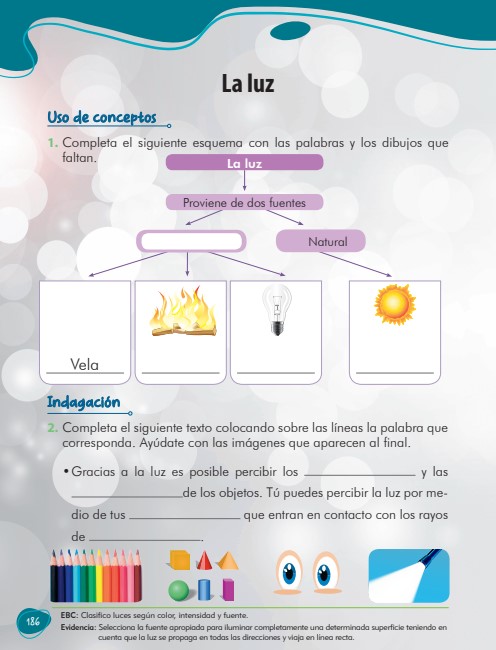 La luz
Uso de conceptos
1. Completa el siguiente esquema con las palabras y los dibujos que
faltan.
La luz
Proviene de dos fuentes
Natural
Vela
Indagación
2. Completa el siguiente texto colocando sobre las líneas la palabra que
corresponda. Ayúdate con las imágenes que aparecen al final.
• Gracias a la luz es posible percibir los ______________ y las
______________ de los objetos. Tú puedes percibir la luz por me-
dio de tus ______________ que entran en contacto con los rayos
de ______________.
186
EBC: Clasifico luces según color, intensidad y fuente.
Evidencia: Selecciona la fuente apropiada para iluminar completamente una determinada superficie teniendo en
cuenta que la luz se propaga en todas las direcciones y viaja en línea recta.